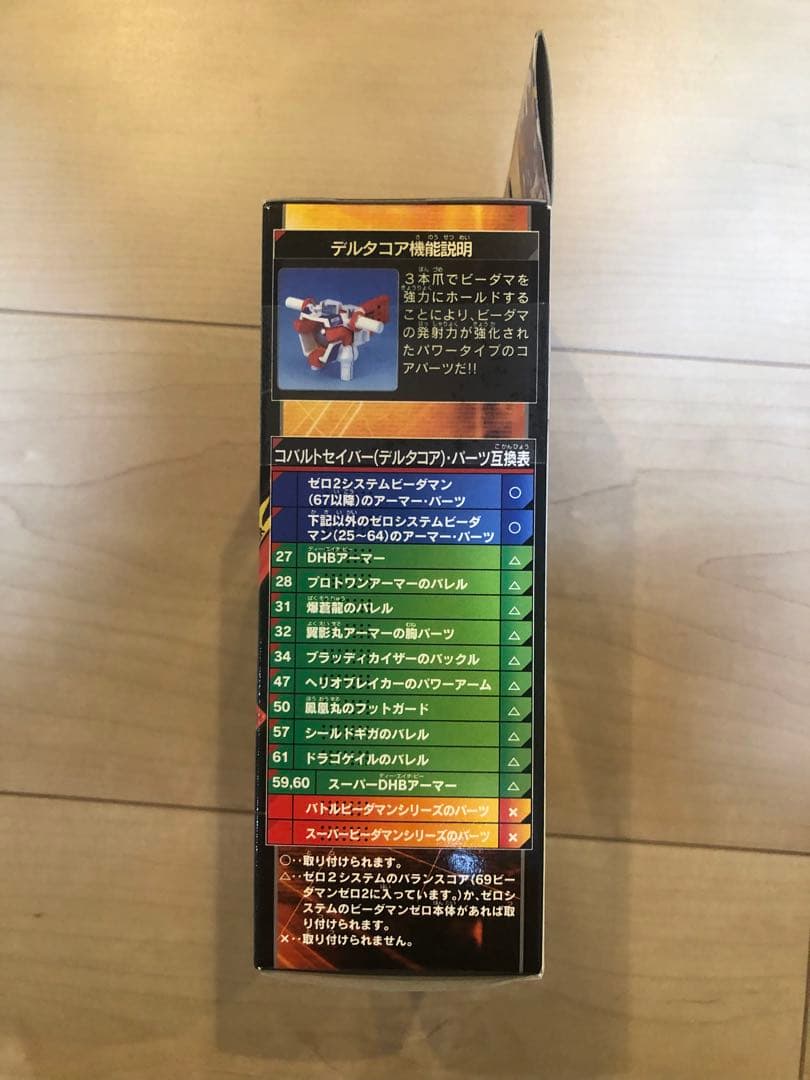 デルタコア機能説明
3本爪でビーダマを
強力にホールドする
ことにより、ビーダマ
の発射力が強化され
たパワータイプのコ
アパーツだ!!
コバルトセイバー(デルタコア)・パーツ互換表
ゼロ2システムビーダマン
(67以降)のアーマー・パーツ ○
下記以外のゼロシステムビーダ
マン(25〜64)のアーマー・パーツ ○
27 DHBアーマー △
28 プロトワンアーマーのバレル △
31 爆蒼龍のバレル △
32 翼影丸アーマーの胸パーツ △
34 ブラッディカイザーのバックル △
47 ヘリオブレイカーのパワーアーム △
50 鳳凰丸のフットガード △
57 シールドギガのバレル △
61 ドラゴゲイルのバレル △
59,60 スーパーDHBアーマー △
バトルビーダマンシリーズのパーツ ×
スーパービーダマンシリーズのパーツ ×
○‥取り付けられます。
△‥ゼロ2システムのバランスコア(69ビー
ダマンゼロ2に入っています。)か、ゼロシ
ステムのビーダマンゼロ本体があれば取
り付けられます。
×‥取り付けられません。